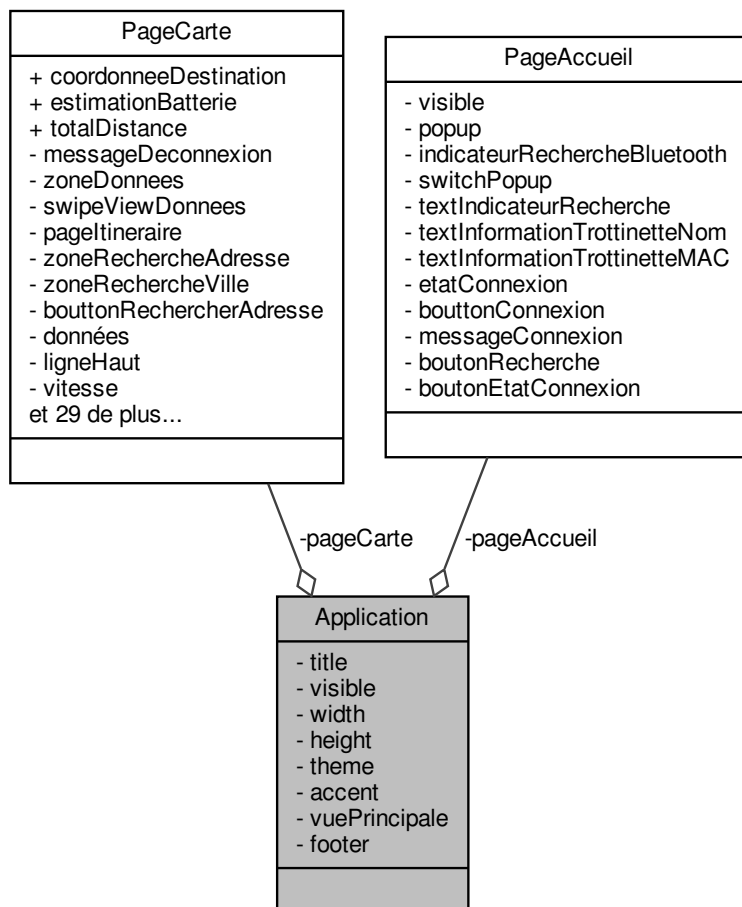 PageCarte
+ coordonneeDestination
+ estimationBatterie
+ totalDistance
- messageDeconnexion
- zoneDonnees
- swipeViewDonnees
- pageItineraire
- zoneRechercheAdresse
- zoneRechercheVille
- bouttonRechercherAdresse
- données
- ligneHaut
- vitesse
et 29 de plus...
PageAccueil
- visible
- popup
- indicateurRechercheBluetooth
- switchPopup
- textIndicateurRecherche
- textInformationTrottinetteNom
- textInformationTrottinetteMAC
- etatConnexion
- bouttonConnexion
- messageConnexion
- boutonRecherche
- boutonEtatConnexion
-pageCarte
-pageAccueil
Application
- title
- visible
- width
- height
- theme
- accent
- vuePrincipale
- footer